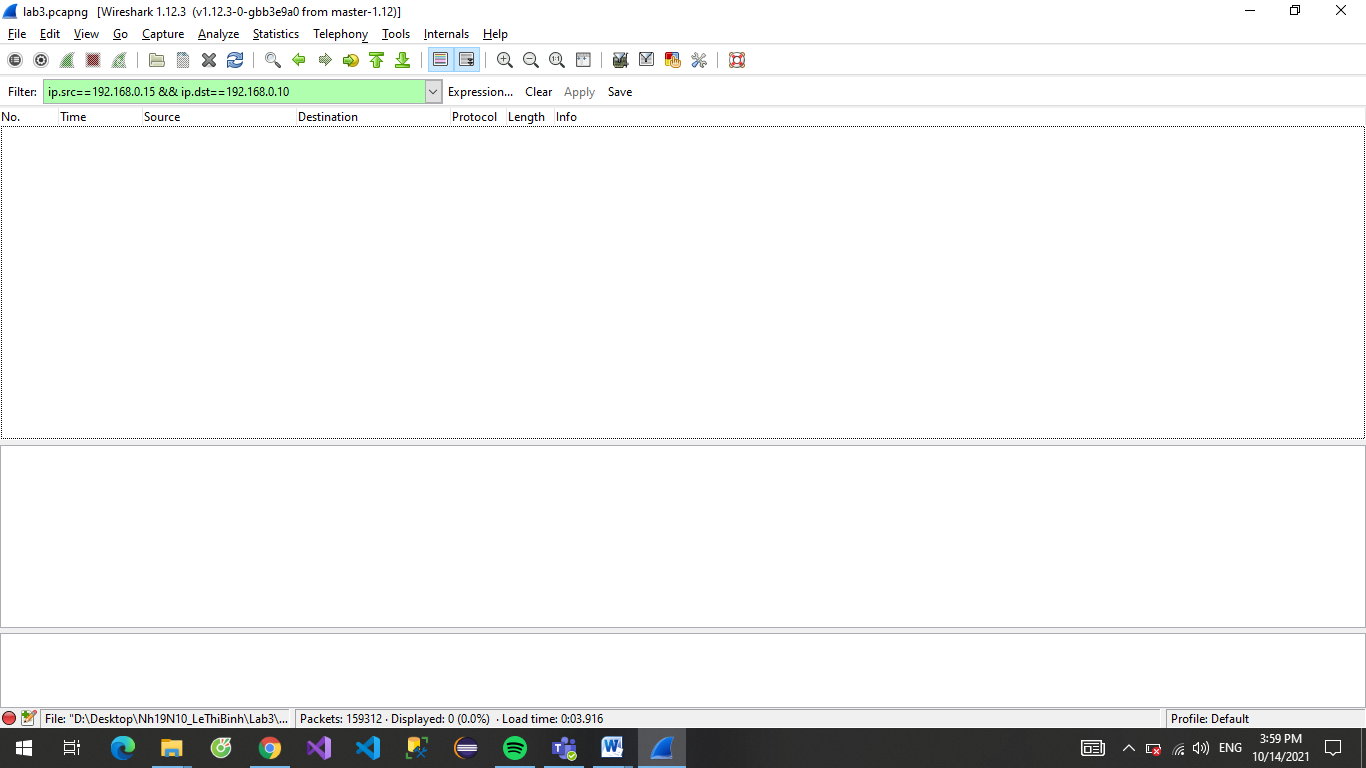 lab3.pcapng [Wireshark 1.12.3 (v1.12.3-0-gbb3e9a0 from master-1.12)]
File Edit View Go Capture Analyze Statistics Telephony Tools Internals Help
Filter: ip.src==192.168.0.15 && ip.dst==192.168.0.10 Expression... Clear Apply Save
No. Time Source Destination Protocol Length Info
File: "D:\Desktop\Nh19N10_LeThiBinh\Lab3\... Packets: 159312 · Displayed: 0 (0.0%) · Load time: 0:03.916 Profile: Default
ENG 3:59 PM
10/14/2021